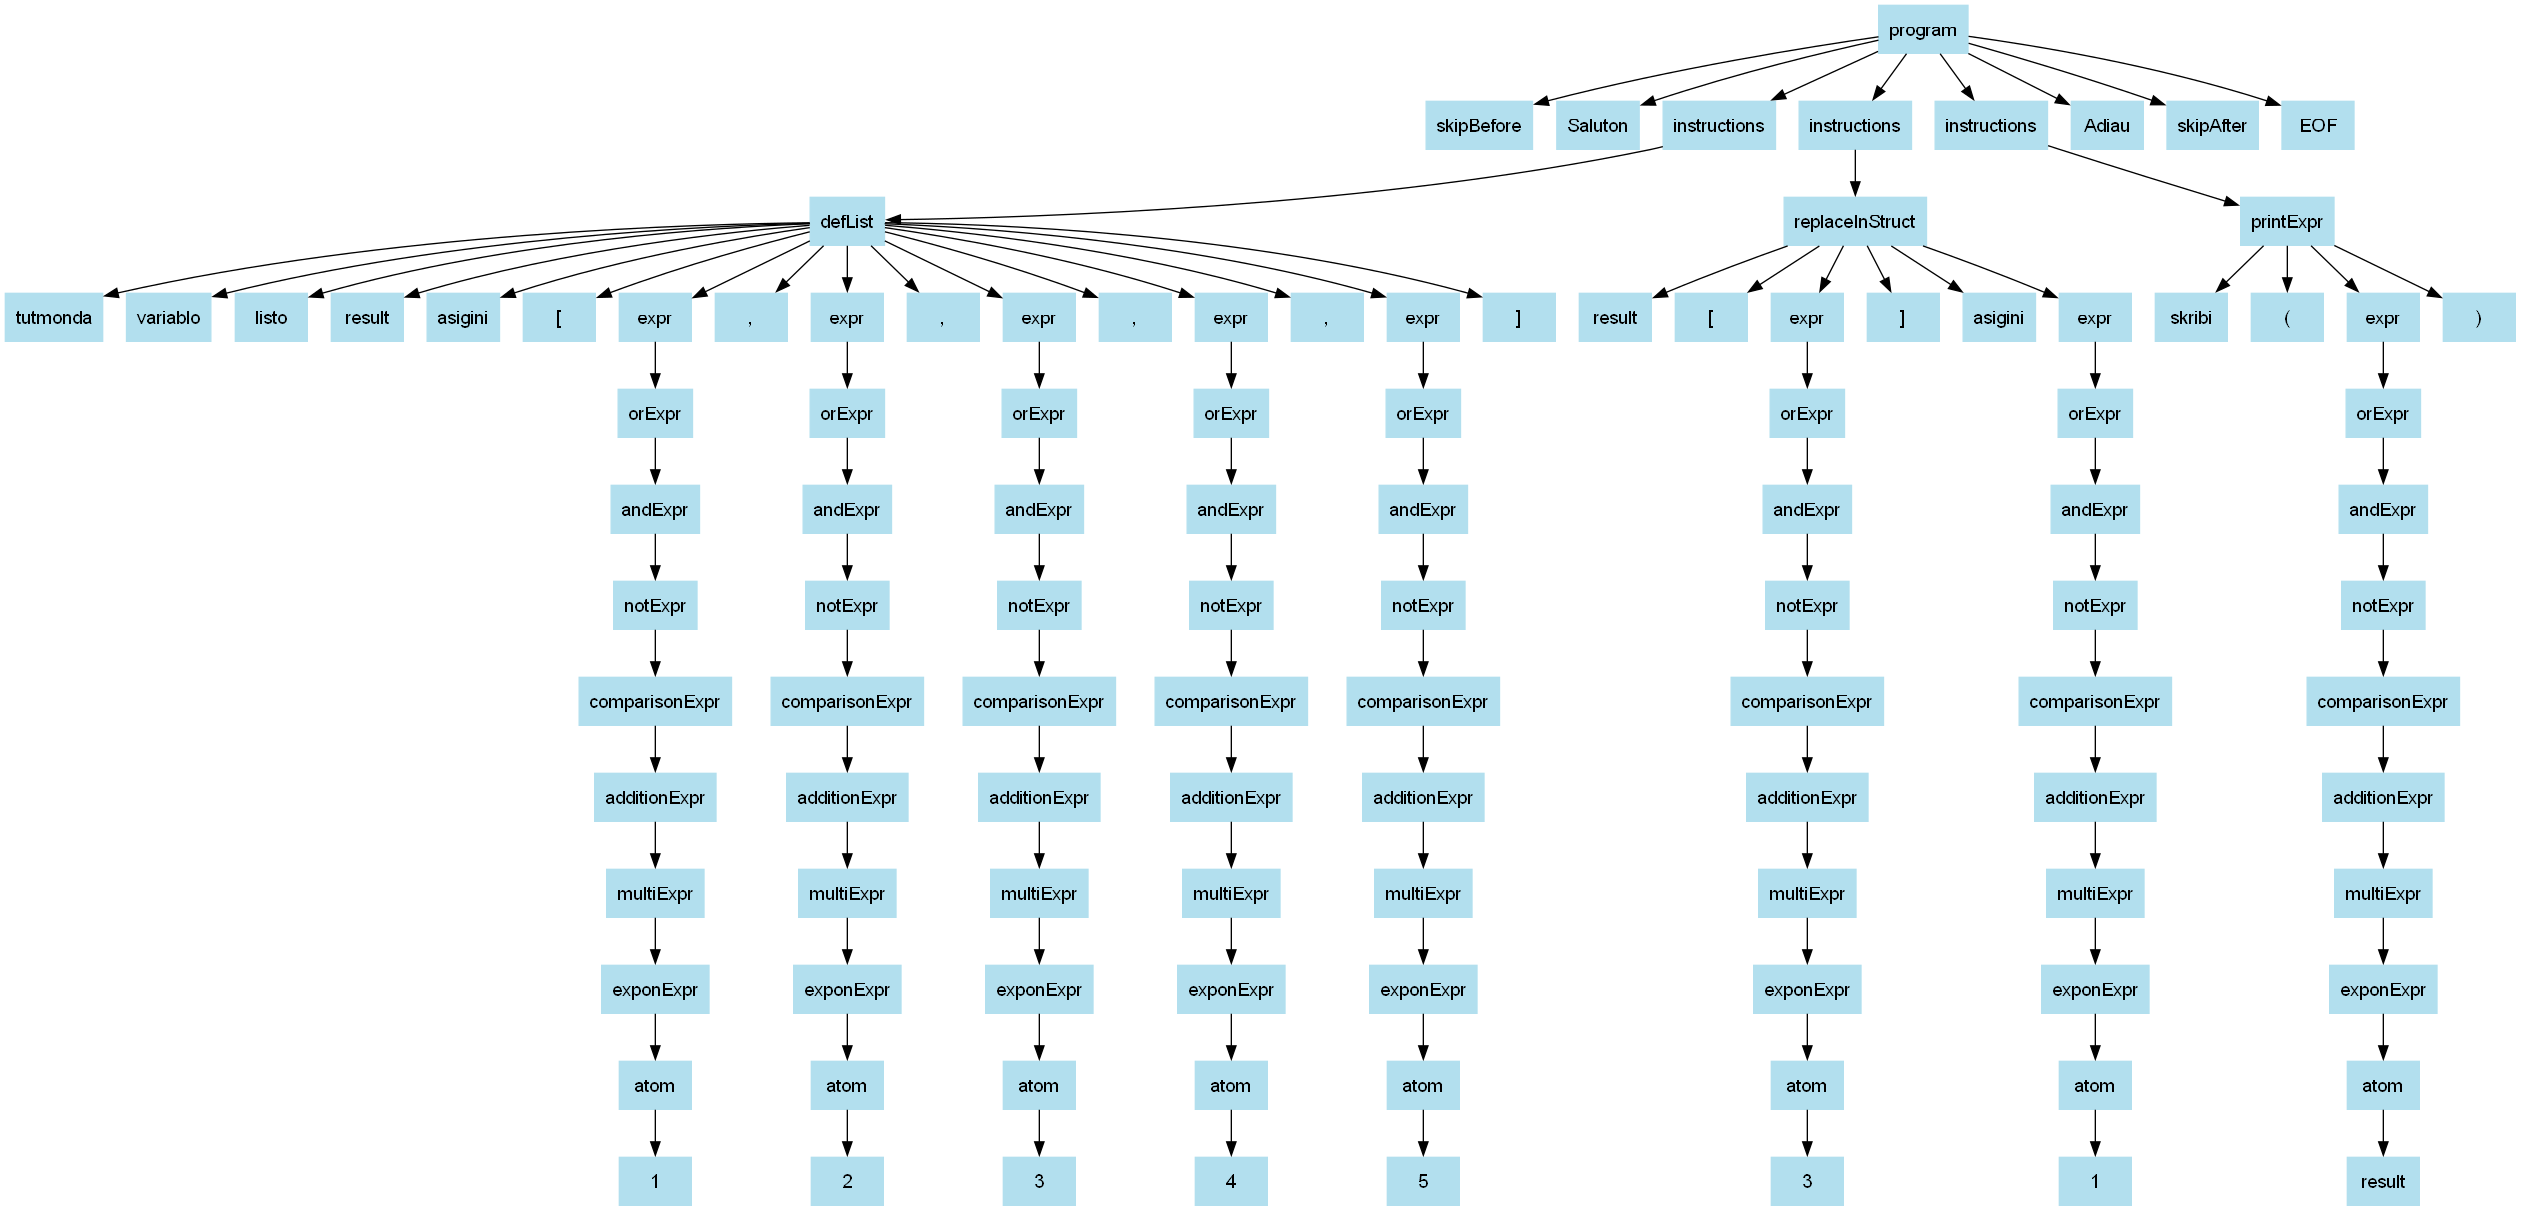 program
skipBefore Saluton instructions instructions instructions Adiau skipAfter EOF
defList replaceInStruct printExpr
tutmonda variablo listo result asigini [ expr , expr , expr , expr , expr ] result [ expr ] asigini expr skribi ( expr )
orExpr orExpr orExpr orExpr orExpr orExpr orExpr orExpr
andExpr andExpr andExpr andExpr andExpr andExpr andExpr andExpr
notExpr notExpr notExpr notExpr notExpr notExpr notExpr notExpr
comparisonExpr comparisonExpr comparisonExpr comparisonExpr comparisonExpr comparisonExpr comparisonExpr comparisonExpr
additionExpr additionExpr additionExpr additionExpr additionExpr additionExpr additionExpr additionExpr
multiExpr multiExpr multiExpr multiExpr multiExpr multiExpr multiExpr multiExpr
exponExpr exponExpr exponExpr exponExpr exponExpr exponExpr exponExpr exponExpr
atom atom atom atom atom atom atom atom
1 2 3 4 5 3 1 result